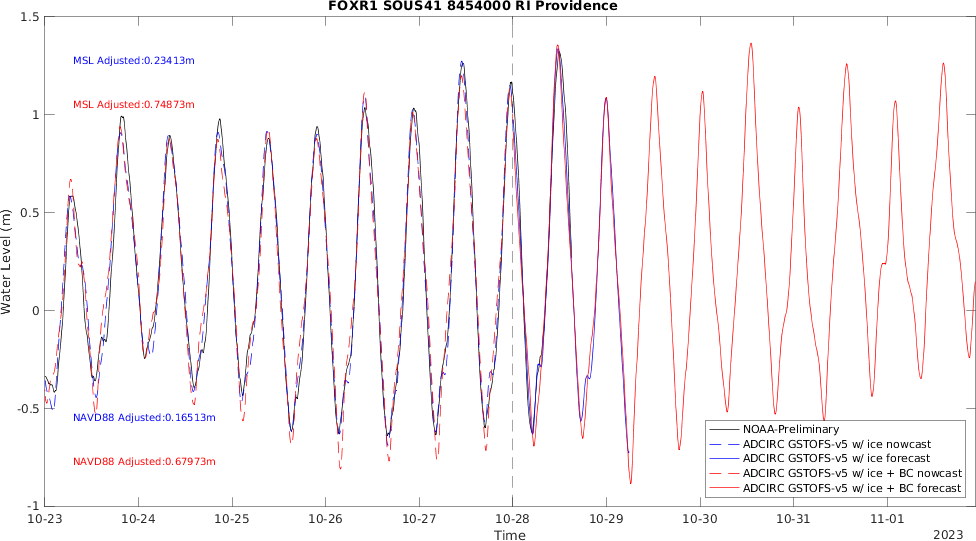 FOXR1 SOUS41 8454000 RI Providence
1.5
1
0.5
0
-0.5
-1
Water Level (m)
MSL Adjusted:0.23413m
MSL Adjusted:0.74873m
NAVD88 Adjusted:0.16513m
NAVD88 Adjusted:0.67973m
NOAA-Preliminary
ADCIRC GSTOFS-v5 w/ ice nowcast
ADCIRC GSTOFS-v5 w/ ice forecast
ADCIRC GSTOFS-v5 w/ ice + BC nowcast
ADCIRC GSTOFS-v5 w/ ice + BC forecast
10-23 10-24 10-25 10-26 10-27 10-28 10-29 10-30 10-31 11-01
Time
2023